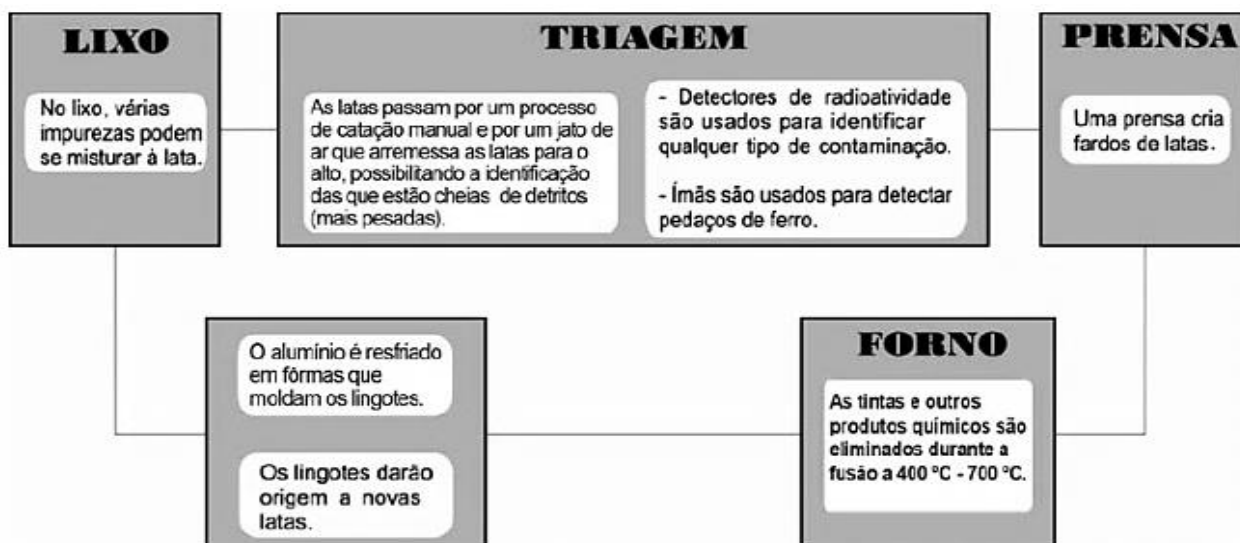 LIXO
No lixo, várias
impurezas podem
se misturar à lata.
TRIAGEM
As latas passam por um processo
de catação manual e por um jato de
ar que arremessa as latas para o
alto, possibilitando a identificação
das que estão cheias de detritos
(mais pesadas).
- Detectores de radioatividade
são usados para identificar
qualquer tipo de contaminação.
- Ímãs são usados para detectar
pedaços de ferro.
PRENSA
Uma prensa cria
fardos de latas.
FORNO
As tintas e outros
produtos químicos são
eliminados durante a
fusão a 400 ºC - 700 ºC.
O alumínio é resfriado
em fôrmas que
moldam os lingotes.
Os lingotes darão
origem a novas
latas.